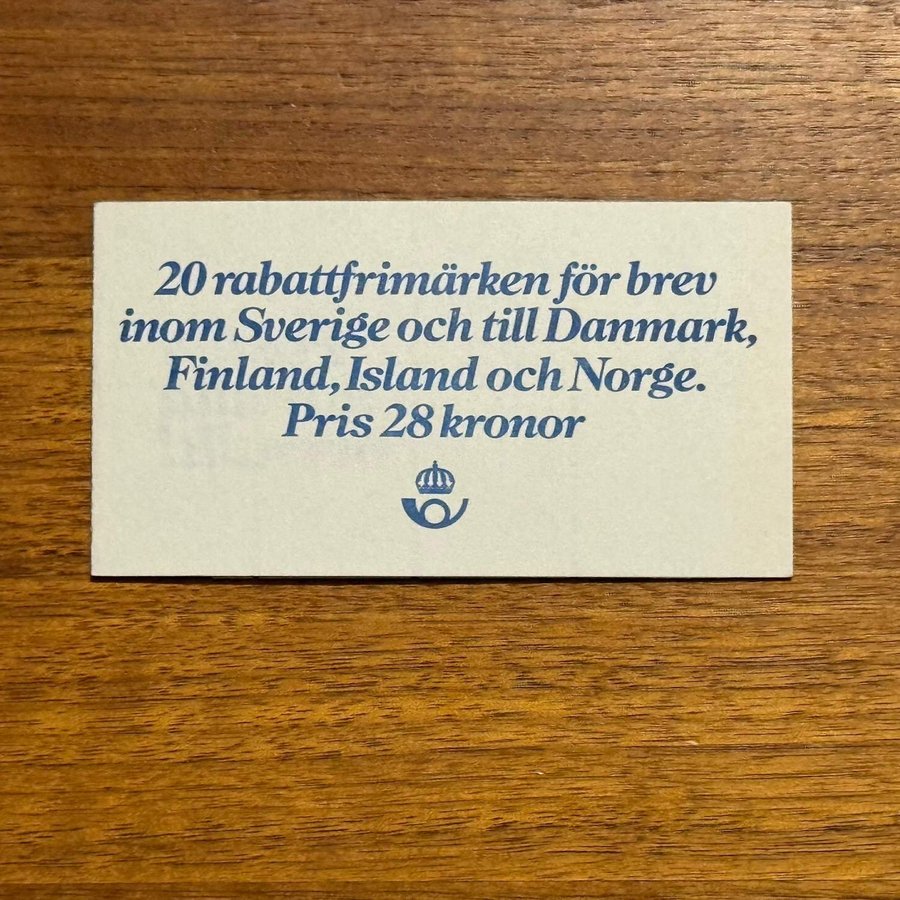 20 rabattfrimärken för brev
inom Sverige och till Danmark,
Finland, Island och Norge.
Pris 28 kronor